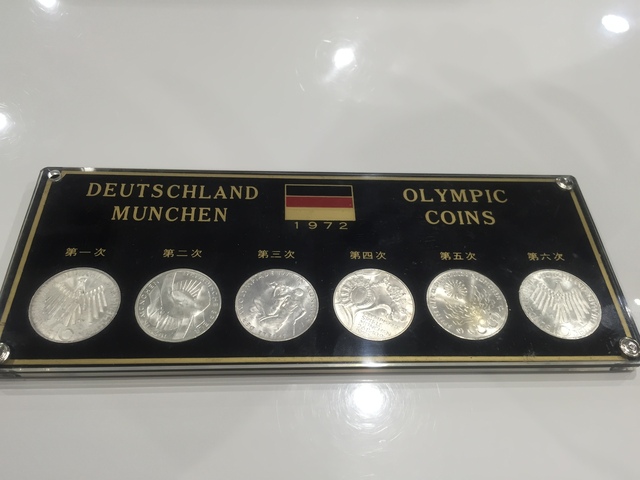 DEUTSCHLAND
MUNCHEN
1972
OLYMPIC
COINS
第一次
第二次
第三次
第四次
第五次
第六次